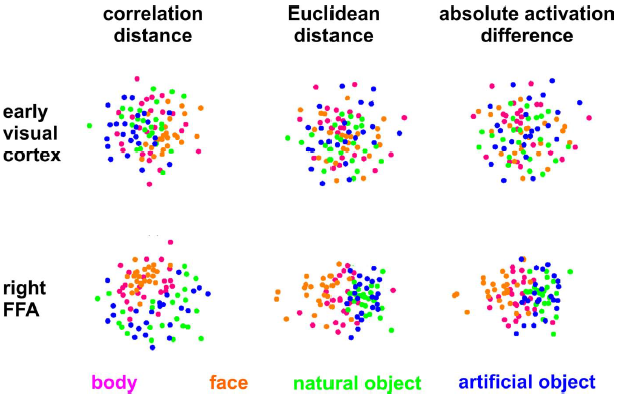 correlation
distance
Euclidean
distance
absolute activation
difference
early
visual
cortex
right
FFA
body
face
natural object
artificial object